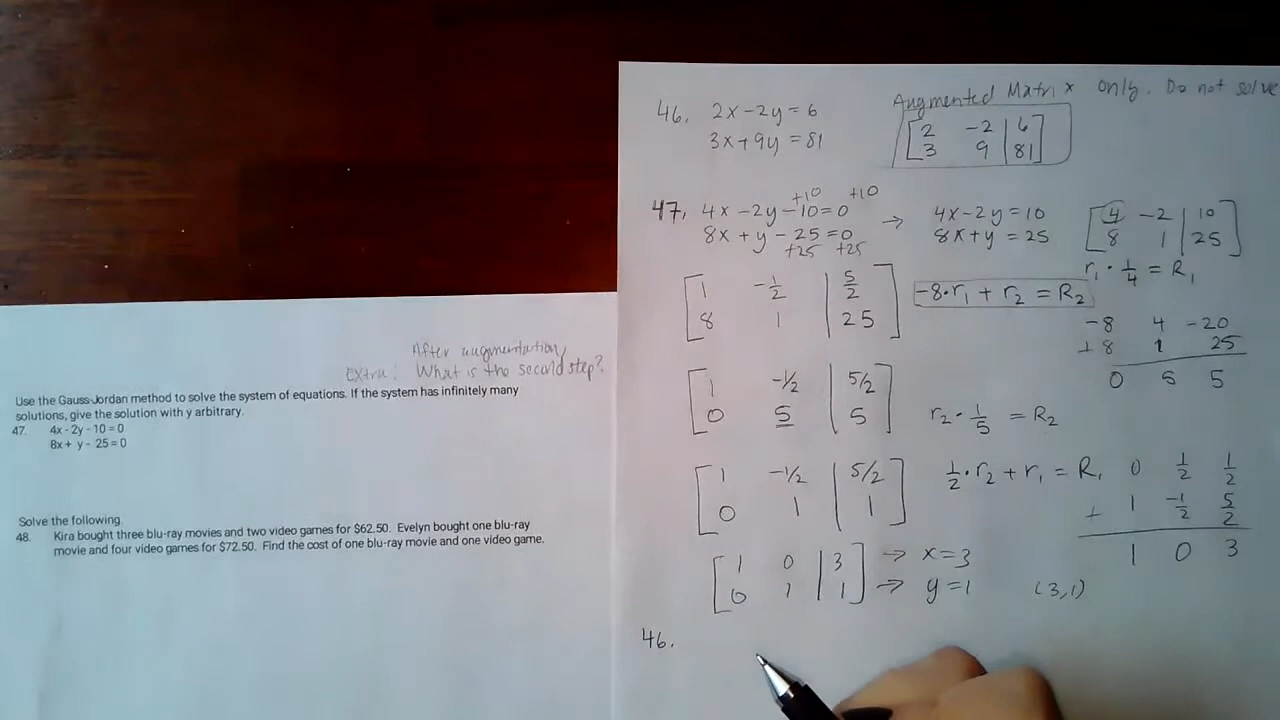 After augmentation,
Extra: What is the second step?
Use the Gauss-Jordan method to solve the system of equations. If the system has infinitely many
solutions, give the solution with y arbitrary.
47. 4x - 2y - 10 = 0
8x + y - 25 = 0
Solve the following.
48. Kira bought three blu-ray movies and two video games for $62.50. Evelyn bought one blu-ray
movie and four video games for $72.50. Find the cost of one blu-ray movie and one video game.
Augmented Matrix only. Do not solve
46. 2x-2y=6
3x+9y=81
[2 -2 | 6]
[3 9 | 81]
+10 +10
47. 4x-2y-10=0 → 4x-2y=10 [4 -2 | 10]
8x+y-25=0 8x+y=25 [8 1 | 25]
+25 +25
r₁·1/4 = R₁
[1 -1/2 | 5/2] -8·r₁+r₂=R₂
[8 1 | 25]
-8 4 -20
+8 1 25
0 5 5
[1 -1/2 | 5/2]
[0 5 | 5] r₂·1/5 = R₂
[1 -1/2 | 5/2] 1/2·r₂+r₁=R₁ 0 1/2 1/2
[0 1 | 1] + 1 -1/2 5/2
1 0 3
[1 0 | 3] → x=3
[0 1 | 1] → y=1 (3,1)
46.